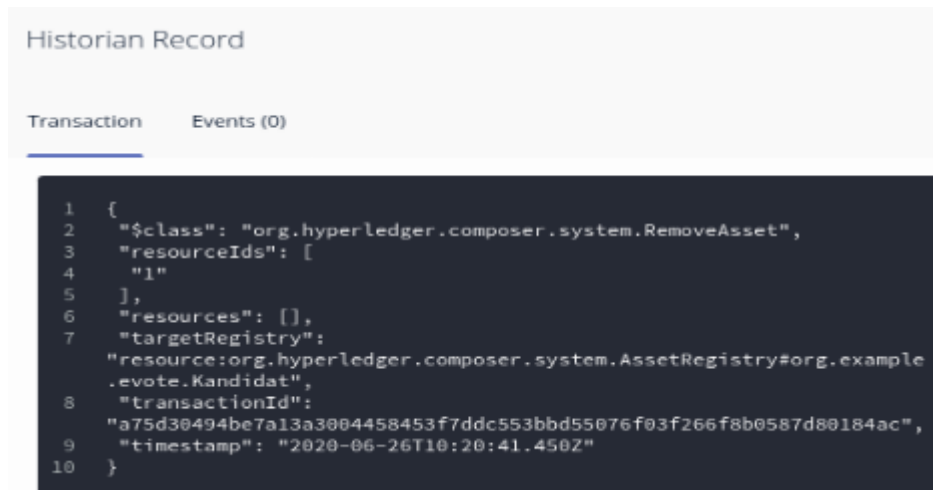 Historian Record
Transaction Events (0)
1 {
2 "$class": "org.hyperledger.composer.system.RemoveAsset",
3 "resourceIds": [
4 "1"
5 ],
6 "resources": [],
7 "targetRegistry":
"resource:org.hyperledger.composer.system.AssetRegistry#org.example
.evote.Kandidat",
8 "transactionId":
"a75d30494be7a13a3004458453f7ddc553bbd55076f03f266f8b0587d80184ac",
9 "timestamp": "2020-06-26T10:20:41.450Z"
10 }